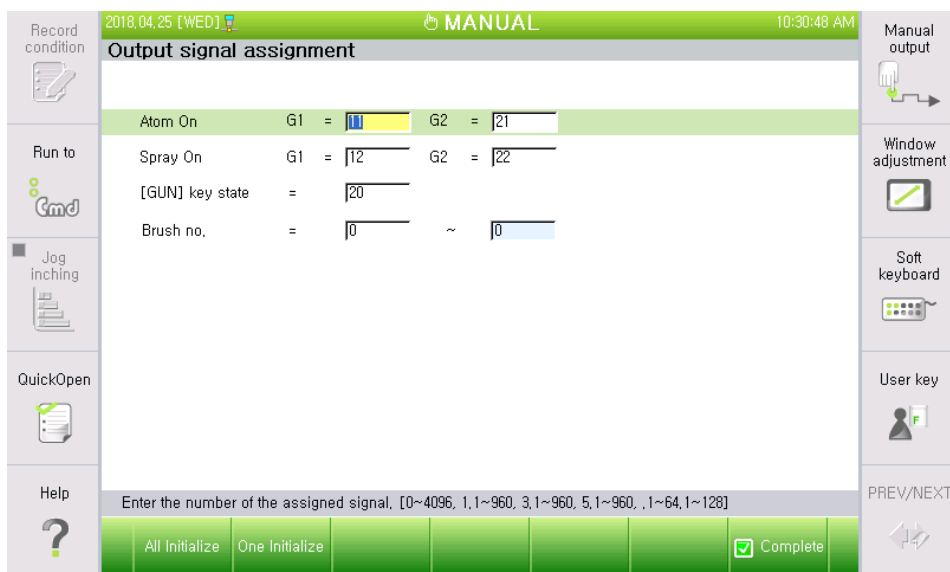 2018,04,25 [WED]
MANUAL
10:30:48 AM
Output signal assignment
Record condition
Run to
Cmd
Jog inching
QuickOpen
Help
Atom On G1 = 11 G2 = 21
Spray On G1 = 12 G2 = 22
[GUN] key state = 20
Brush no, = 0 ~ 0
Enter the number of the assigned signal, [0~4096, 1,1~960, 3,1~960, 5,1~960, ,1~64,1~128]
All Initialize
One Initialize
Complete
Manual output
Window adjustment
Soft keyboard
User key
F
PREV/NEXT